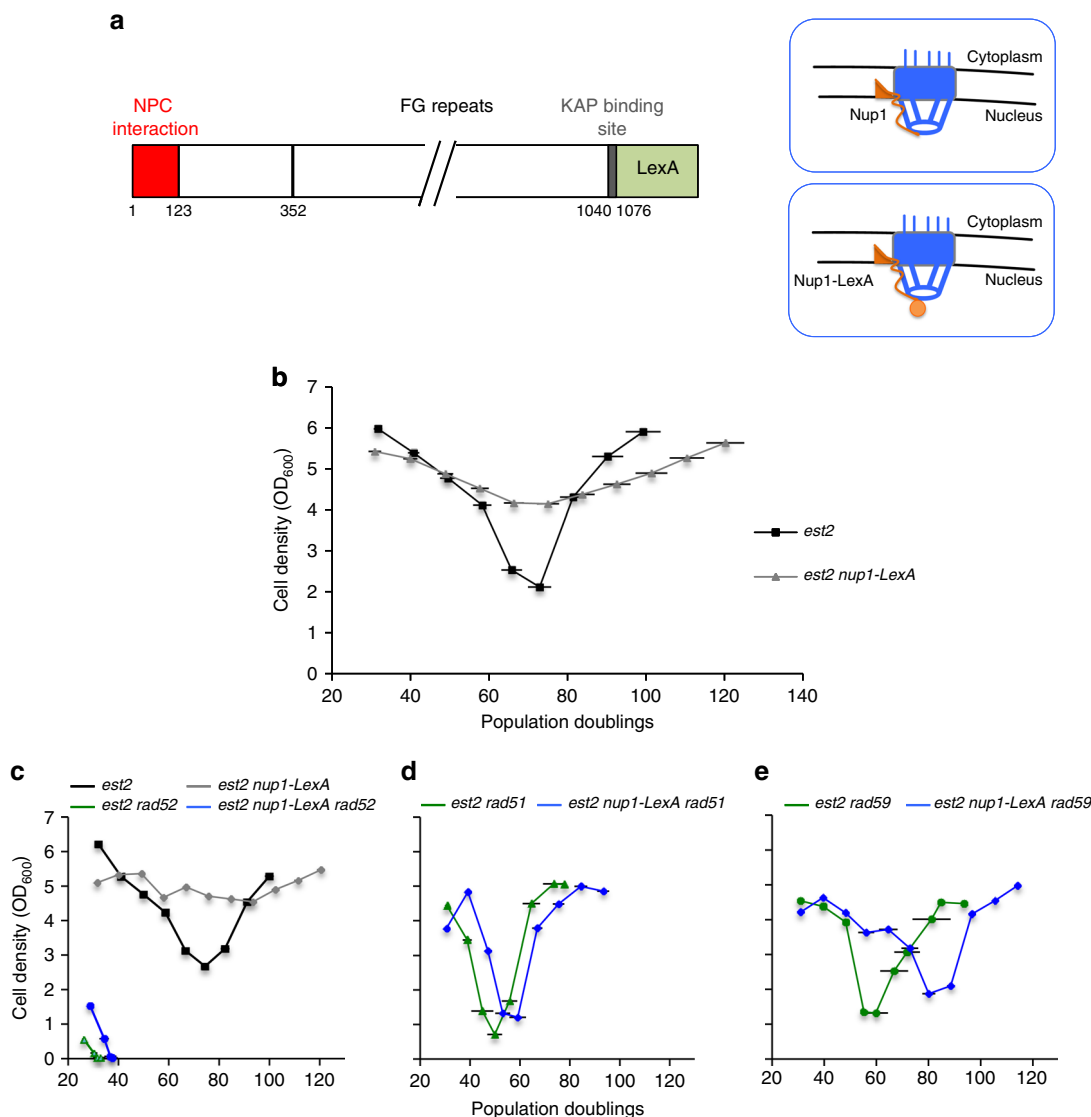 a
NPC
interaction
FG repeats
KAP binding
site
LexA
1
123
352
1040
1076
Cytoplasm
Nup1
Nucleus
Cytoplasm
Nup1-LexA
Nucleus
b
7
6
5
4
3
2
1
0
Cell density (OD600)
20
40
60
80
100
120
140
Population doublings
est2
est2 nup1-LexA
c
est2
est2 nup1-LexA
est2 rad52
est2 nup1-LexA rad52
7
6
5
4
3
2
1
0
Cell density (OD600)
20
40
60
80
100
120
d
est2 rad51
est2 nup1-LexA rad51
20
40
60
80
100
120
Population doublings
e
est2 rad59
est2 nup1-LexA rad59
20
40
60
80
100
120